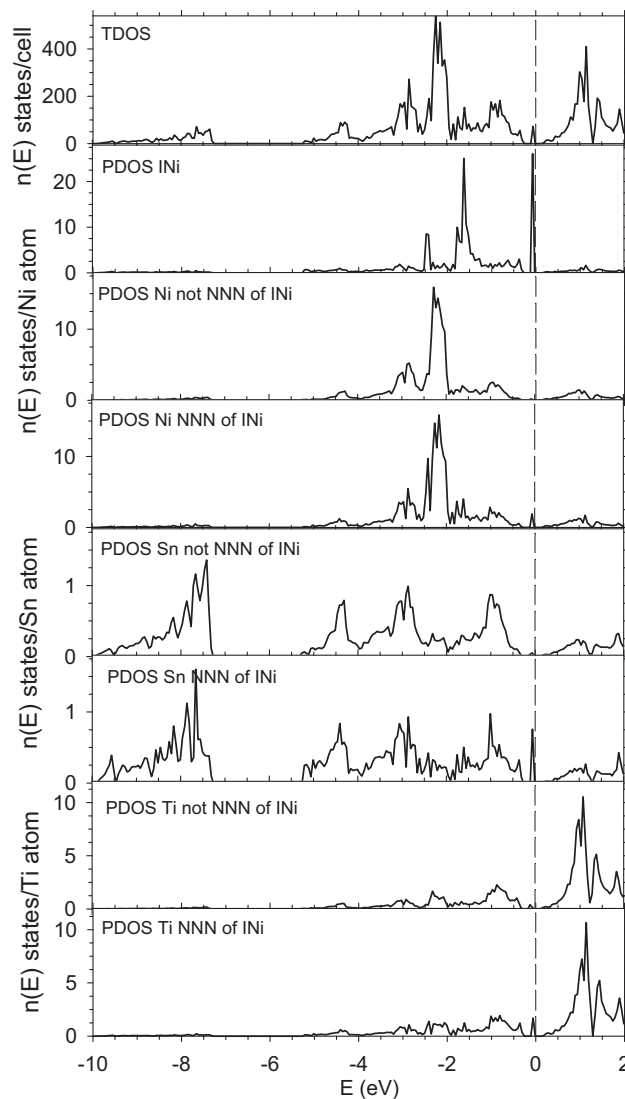 TDOS
400
200
0
n(E) states/cell
PDOS INi
20
10
0
PDOS Ni not NNN of INi
10
0
n(E) states/Ni atom
PDOS Ni NNN of INi
10
0
PDOS Sn not NNN of INi
1
0
n(E) states/Sn atom
PDOS Sn NNN of INi
1
0
PDOS Ti not NNN of INi
10
5
0
n(E) states/Ti atom
PDOS Ti NNN of INi
10
5
0
-10 -8 -6 -4 -2 0 2
E (eV)